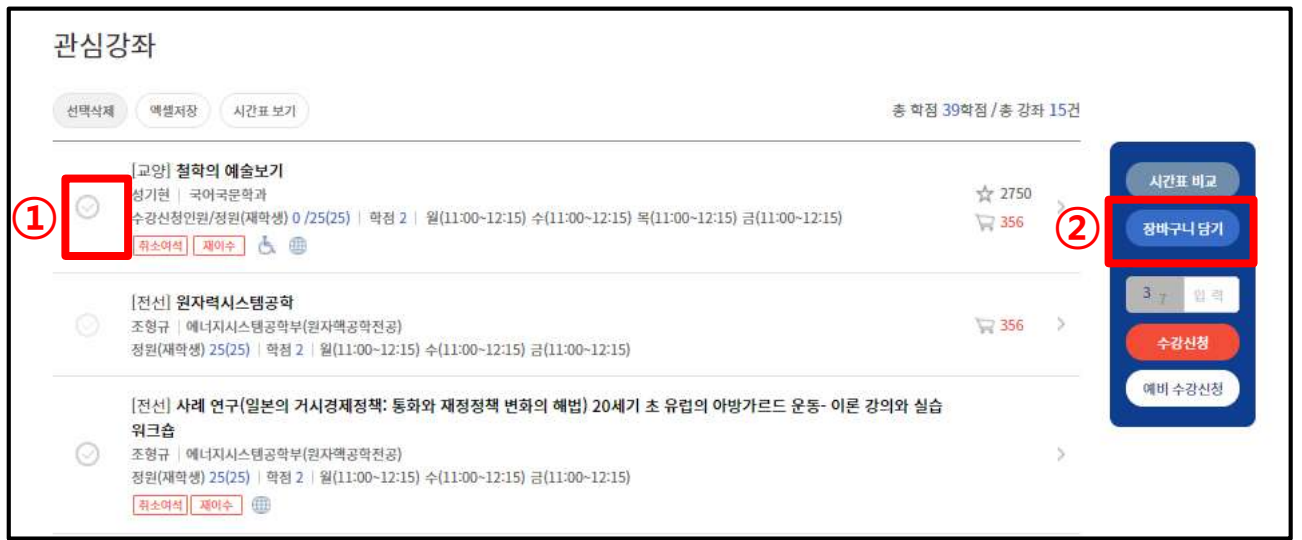 관심강좌
선택삭제 엑셀저장 시간표 보기 총 학점 39학점 / 총 강좌 15건
[교양] 철학의 예술보기
성기현 | 국어국문학과
수강신청인원/정원(재학생) 0 /25(25) | 학점 2 | 월(11:00~12:15) 수(11:00~12:15) 목(11:00~12:15) 금(11:00~12:15)
취소여석 재이수
2750
356
①
②
[전선] 원자력시스템공학
조형규 | 에너지시스템공학부(원자핵공학전공)
정원(재학생) 25(25) | 학점 2 | 월(11:00~12:15) 수(11:00~12:15) 금(11:00~12:15)
356
[전선] 사례 연구(일본의 거시경제정책: 통화와 재정정책 변화의 해법) 20세기 초 유럽의 아방가르드 운동- 이론 강의와 실습
워크숍
조형규 | 에너지시스템공학부(원자핵공학전공)
정원(재학생) 25(25) | 학점 2 | 월(11:00~12:15) 수(11:00~12:15) 금(11:00~12:15)
취소여석 재이수
시간표 비교
장바구니 담기
3 7 입력
수강신청
예비 수강신청